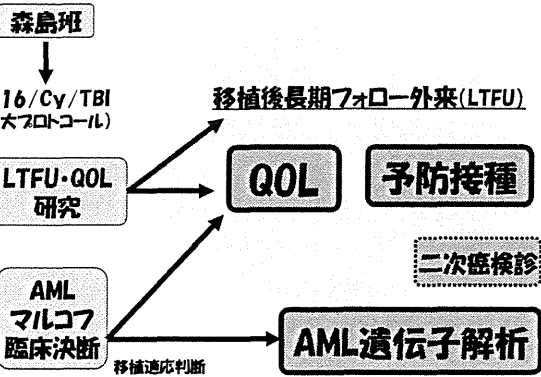 森島班
16/Cy/TBI
大プロトコール)
移植後長期フォロー外来(LTFU)
LTFU・QOL
研究
QOL
予防接種
二次癌検診
AML
マルコフ
臨床決断
移植適応判断
AML遺伝子解析